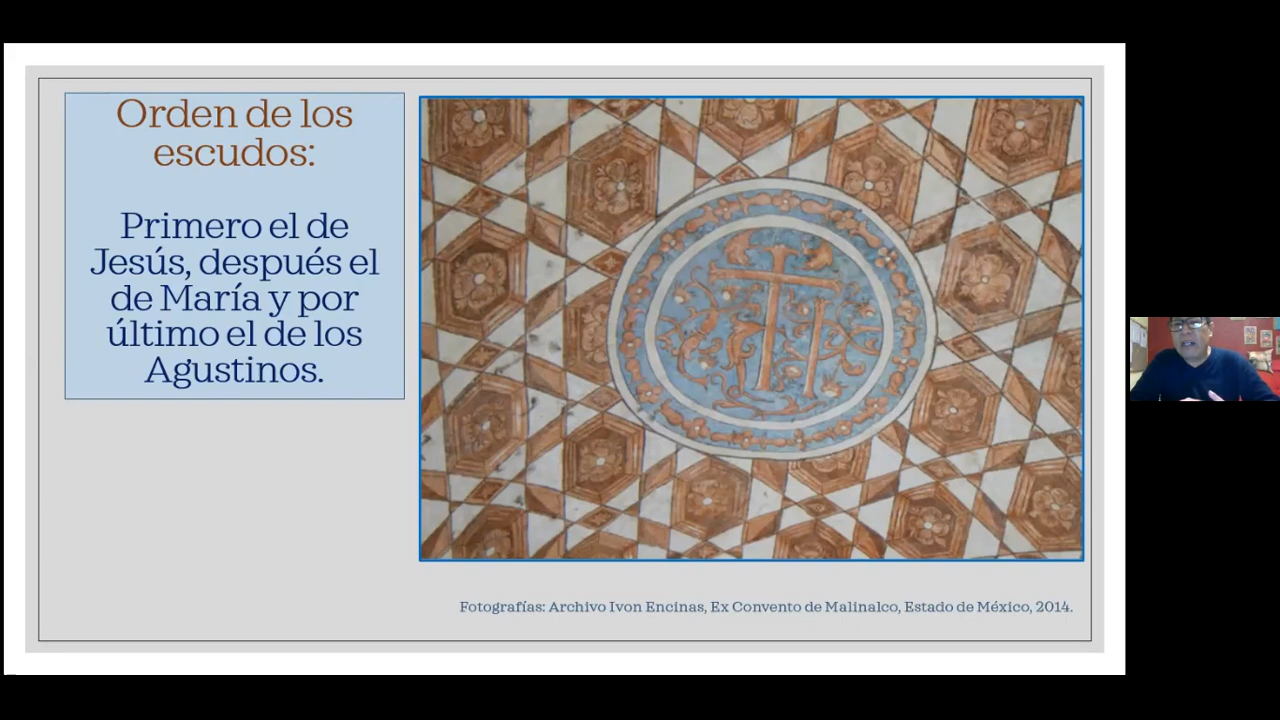 Orden de los
escudos:
Primero el de
Jesús, después el
de María y por
último el de los
Agustinos.
Fotografías: Archivo Ivon Encinas, Ex Convento de Malinalco, Estado de México, 2014.